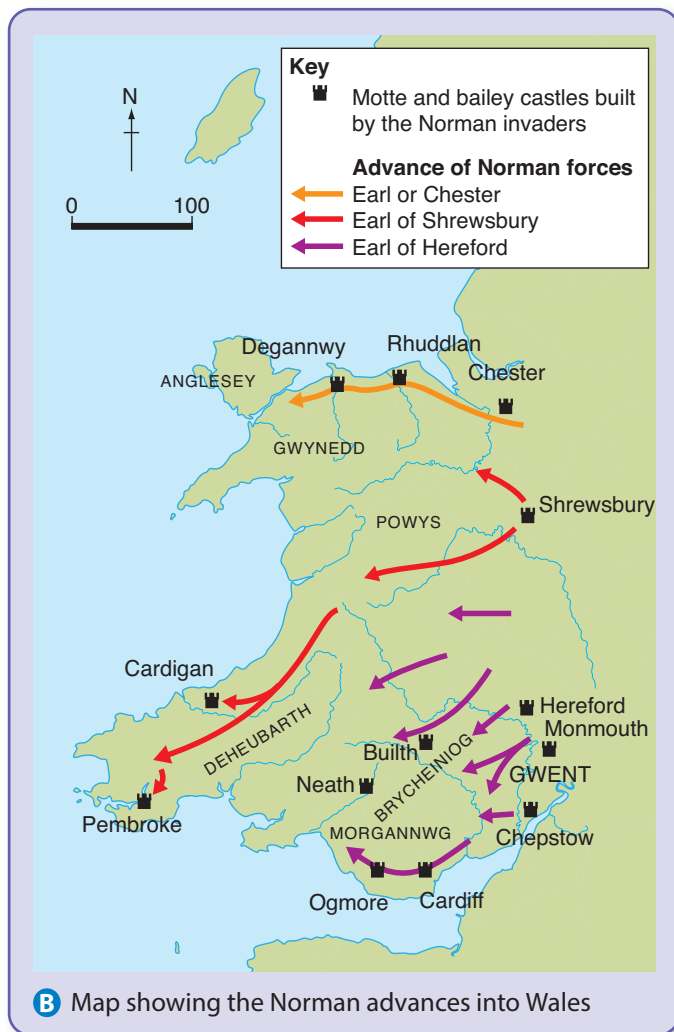 Key
Motte and bailey castles built
by the Norman invaders
Advance of Norman forces
Earl or Chester
Earl of Shrewsbury
Earl of Hereford
N
0 100
Degannwy
Rhuddlan
Chester
ANGLESEY
GWYNEDD
Shrewsbury
POWYS
Cardigan
DEHEUBARTH
Hereford
Monmouth
Builth
GWENT
Neath
BRYCHEINIOG
Pembroke
MORGANNWG
Chepstow
Ogmore
Cardiff
B Map showing the Norman advances into Wales